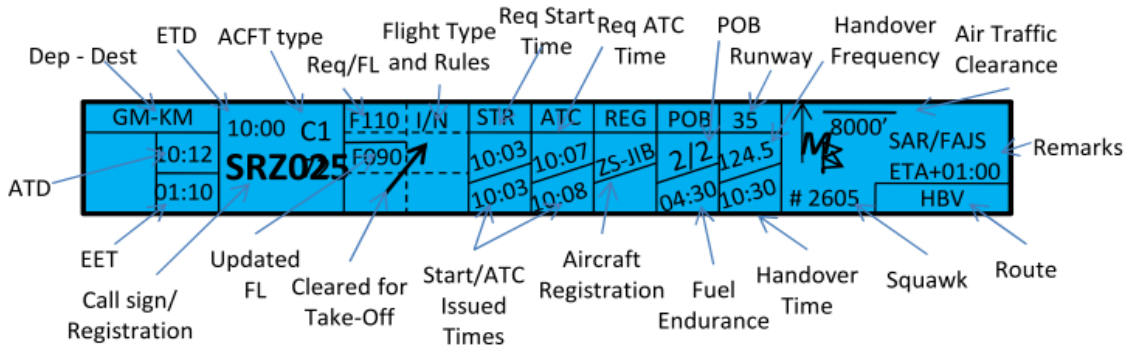 Req Start
Time
Req ATC
Time
POB
Runway
Handover
Frequency
Air Traffic
Clearance
Dep - Dest
ETD
ACFT type
Req/FL
Flight Type
and Rules
GM-KM
10:00
C1
F110
I/N
STR
ATC
REG
POB
35
8000'
SAR/FAJS
Remarks
ATD
10:12
SRZ025
F090
10:03
10:07
ZS-JIB
2/2
124.5
ETA+01:00
01:10
10:03
10:08
04:30
10:30
# 2605
HBV
EET
Call sign/
Registration
Updated
FL
Cleared for
Take-Off
Start/ATC
Issued
Times
Aircraft
Registration
Fuel
Endurance
Handover
Time
Squawk
Route